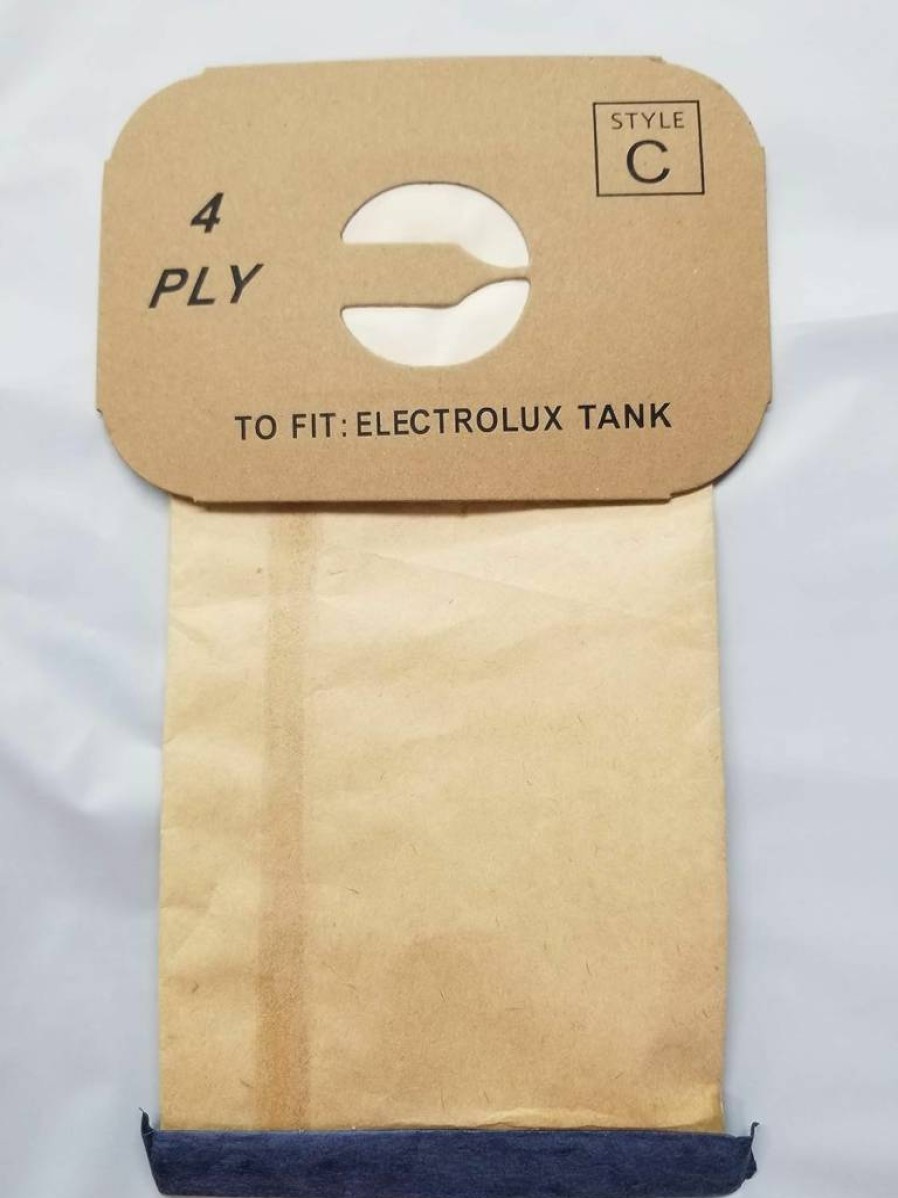 STYLE
C
4
PLY
TO FIT: ELECTROLUX TANK